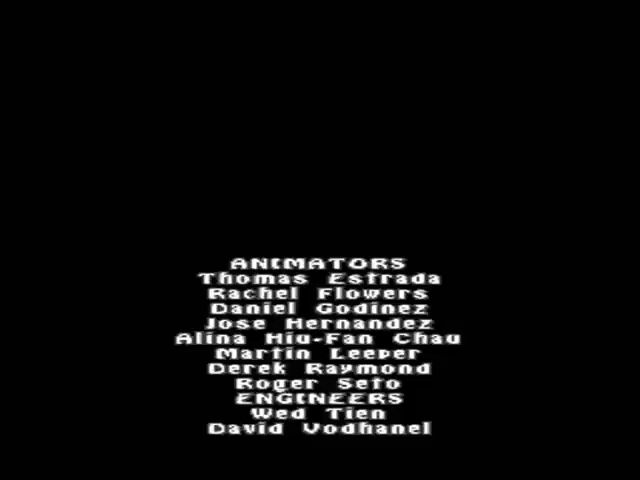 ANIMATORS
Thomas Estrada
Rachel Flowers
Daniel Godinez
Jose Hernandez
Alina Hiu-Fan Chau
Martin Leeper
Derek Raymond
Roger Seto
ENGINEERS
Wed Tien
David Vodhanel